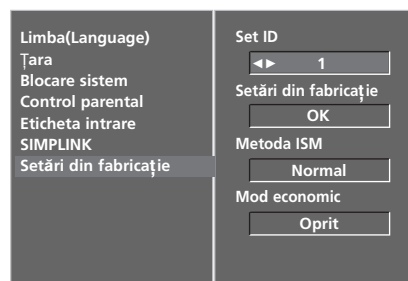 Limba(Language)
Țara
Blocare sistem
Control parental
Eticheta intrare
SIMPLINK
Setări din fabricație
Set ID
◄► 1
Setări din fabricație
OK
Metoda ISM
Normal
Mod economic
Oprit